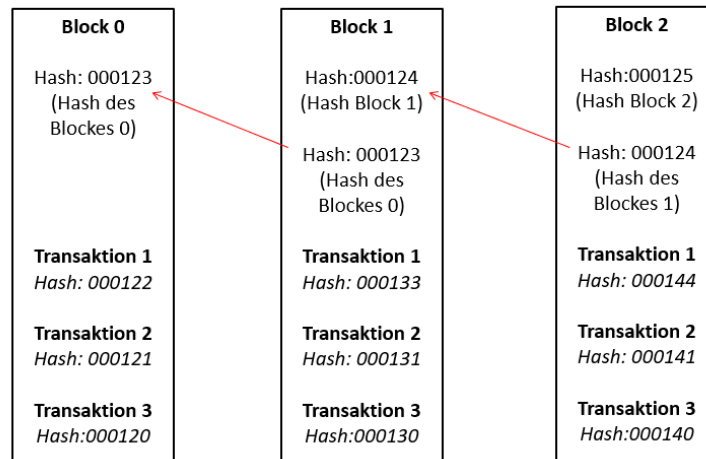 Block 0
Hash: 000123
(Hash des
Blockes 0)
Transaktion 1
Hash: 000122
Transaktion 2
Hash: 000121
Transaktion 3
Hash:000120
Block 1
Hash:000124
(Hash Block 1)
Hash: 000123
(Hash des
Blockes 0)
Transaktion 1
Hash: 000133
Transaktion 2
Hash: 000131
Transaktion 3
Hash:000130
Block 2
Hash:000125
(Hash Block 2)
Hash: 000124
(Hash des
Blockes 1)
Transaktion 1
Hash: 000144
Transaktion 2
Hash: 000141
Transaktion 3
Hash:000140